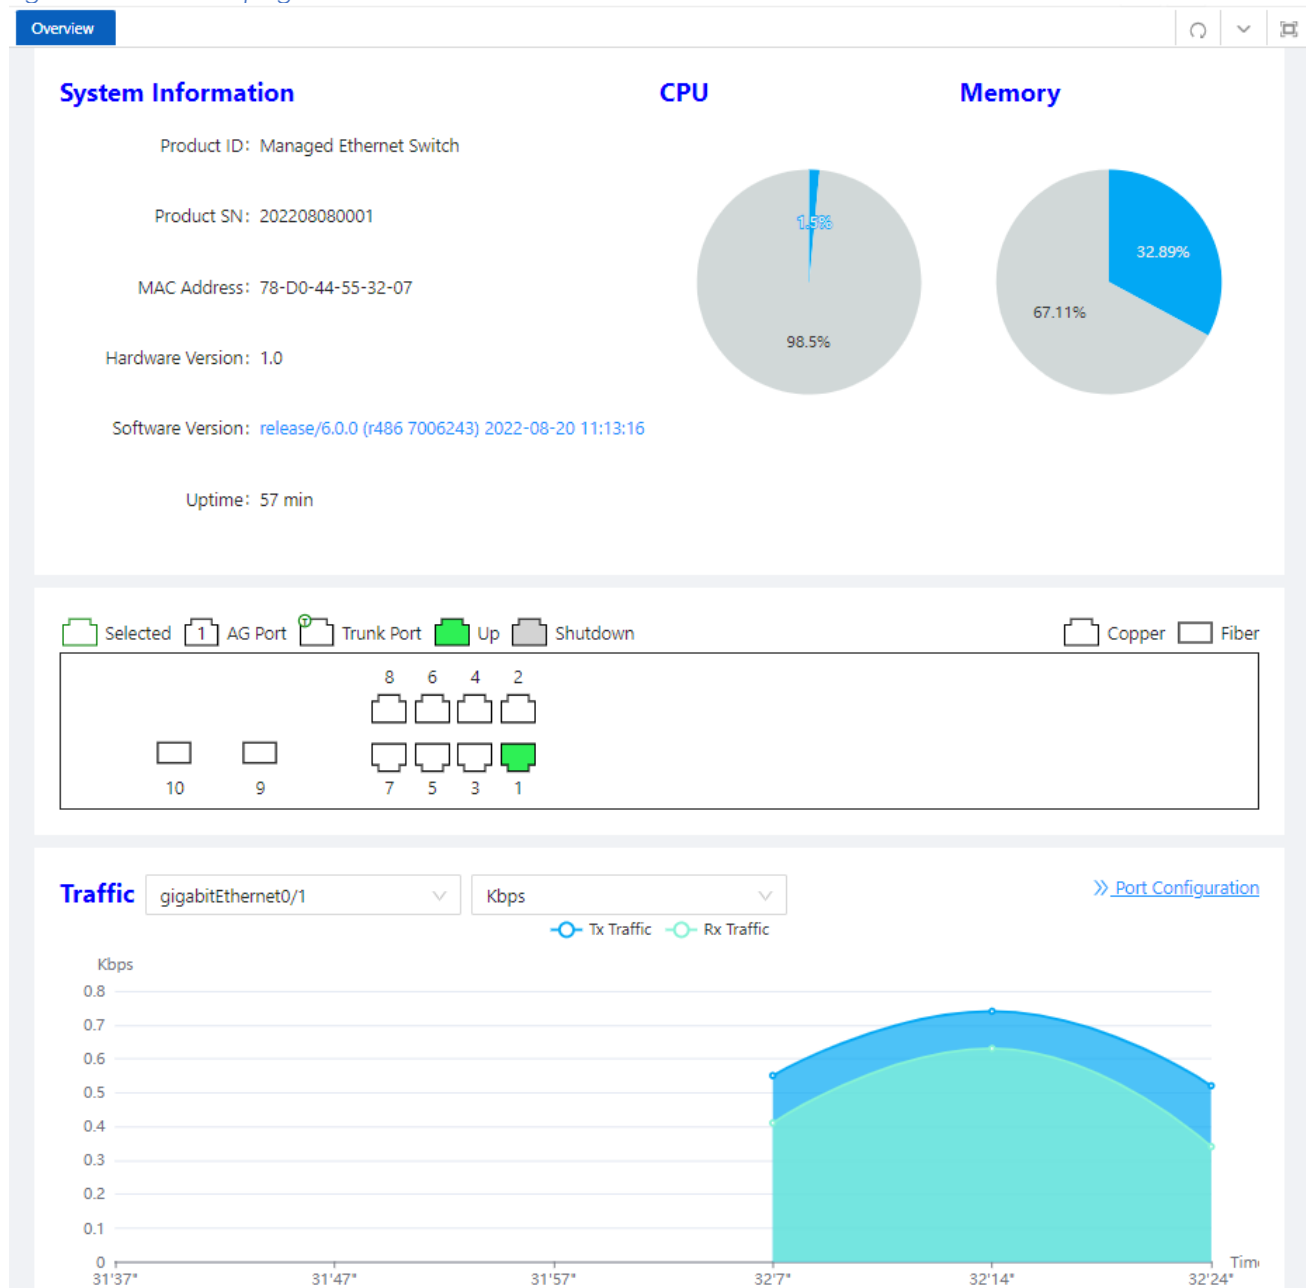 Overview
System Information
CPU
Memory
Product ID: Managed Ethernet Switch
Product SN: 202208080001
MAC Address: 78-D0-44-55-32-07
Hardware Version: 1.0
Software Version: release/6.0.0 (r486 7006243) 2022-08-20 11:13:16
Uptime: 57 min
1.5%
98.5%
32.89%
67.11%
Selected 1 AG Port T Trunk Port Up Shutdown Copper Fiber
8 6 4 2
10 9 7 5 3 1
Traffic gigabitEthernet0/1 Kbps >> Port Configuration
Tx Traffic Rx Traffic
Kbps
0.8
0.7
0.6
0.5
0.4
0.3
0.2
0.1
0
31'37" 31'47" 31'57" 32'7" 32'14" 32'24"